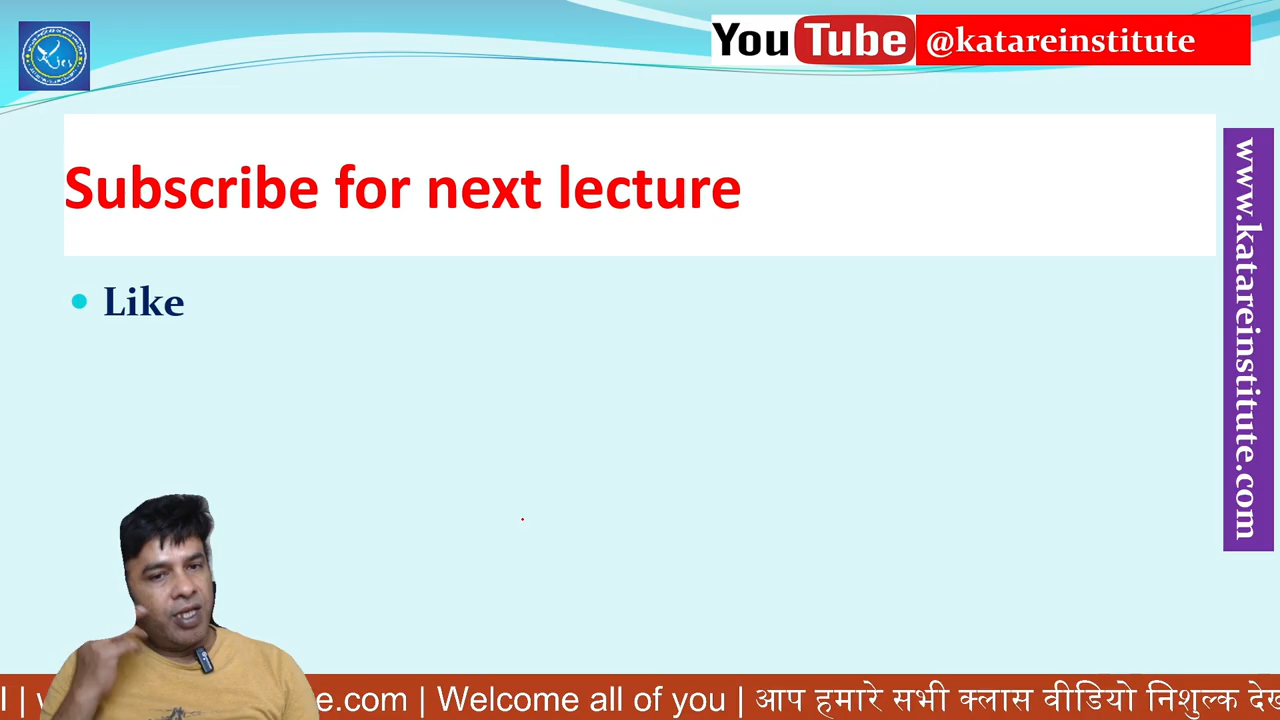 YouTube @katareinstitute
Subscribe for next lecture
Like
www.katareinstitute.com
e.com | Welcome all of you | आप हमारे सभी क्लास वीडियो निशुल्क देख